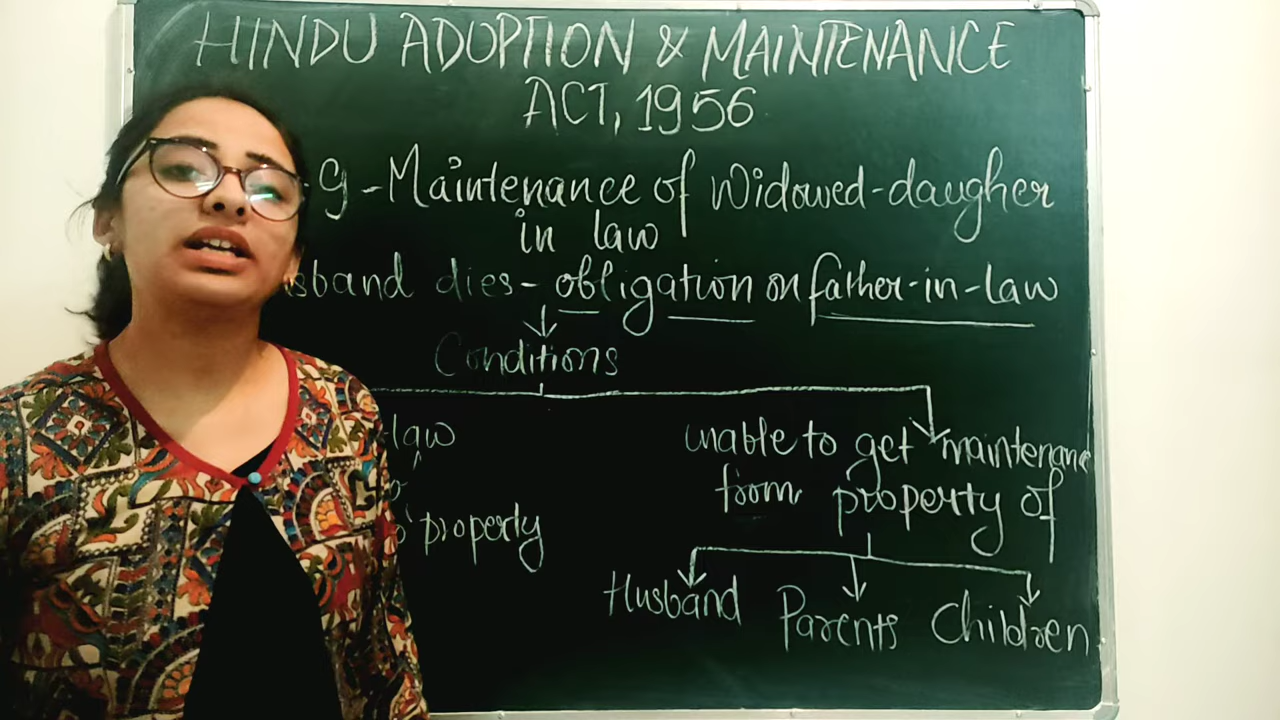 HINDU ADOPTION & MAINTENANCE
ACT, 1956
9 - Maintenance of Widowed-daugher
in law
sband dies - obligation on father-in-law
Conditions
-law
property
unable to get maintenanc
from property of
Husband Parents Children